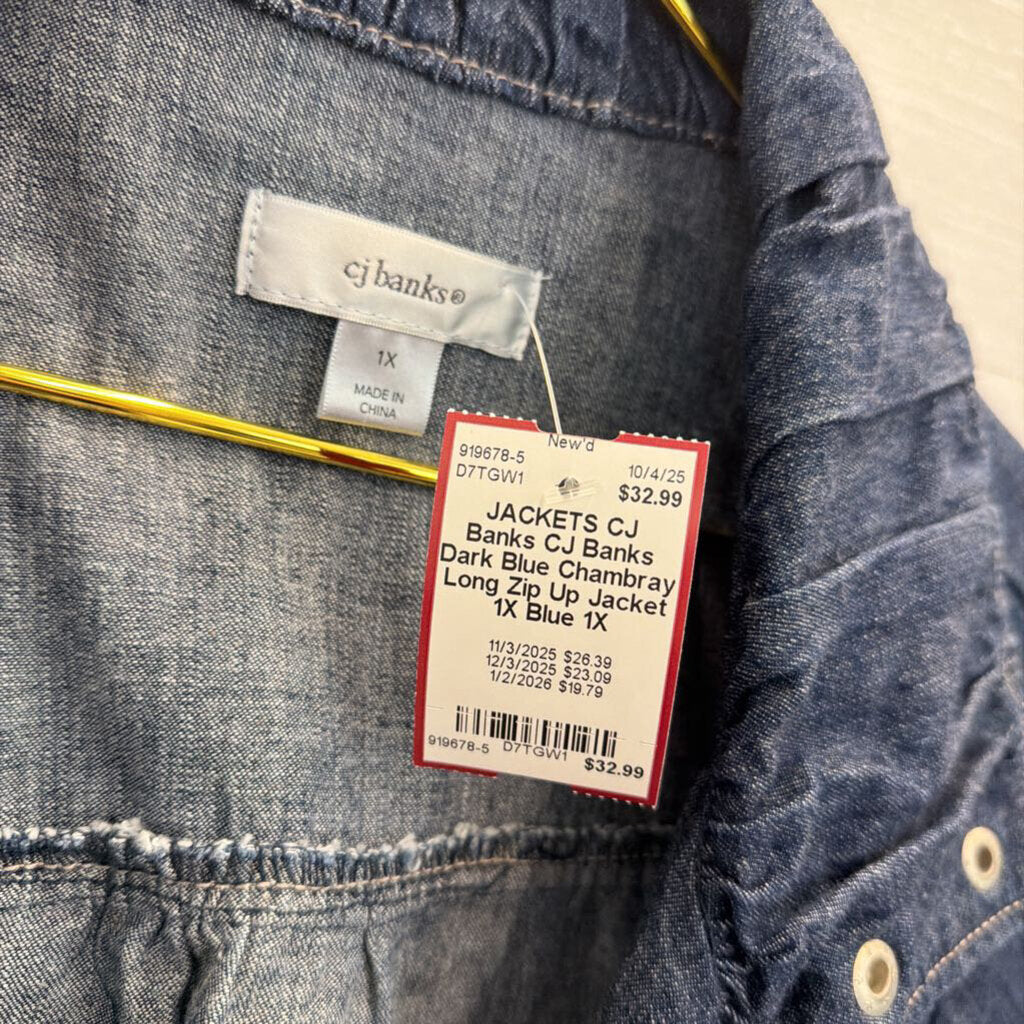 cj banks®
1X
MADE IN
CHINA
New'd
919678-5 10/4/25
D7TGW1 $32.99
JACKETS CJ
Banks CJ Banks
Dark Blue Chambray
Long Zip Up Jacket
1X Blue 1X
11/3/2025 $26.39
12/3/2025 $23.09
1/2/2026 $19.79
919678-5 D7TGW1 $32.99